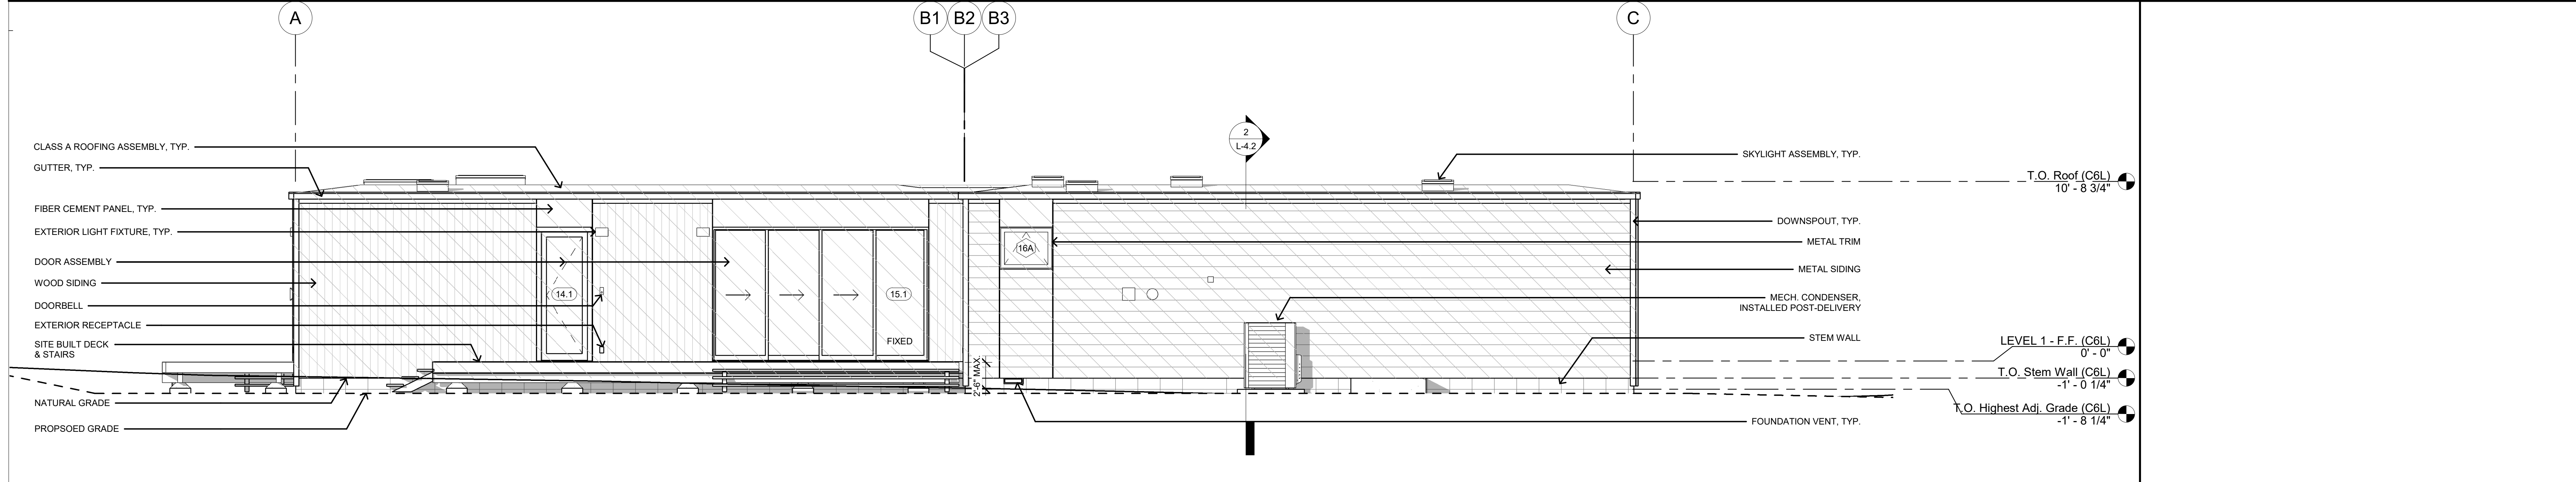 A
B1
B2
B3
C
2
L-4.2
CLASS A ROOFING ASSEMBLY, TYP.
GUTTER, TYP.
FIBER CEMENT PANEL, TYP.
EXTERIOR LIGHT FIXTURE, TYP.
DOOR ASSEMBLY
WOOD SIDING
DOORBELL
EXTERIOR RECEPTACLE
SITE BUILT DECK
& STAIRS
NATURAL GRADE
PROPSOED GRADE
14.1
15.1
FIXED
2'-6" MAX.
16A
SKYLIGHT ASSEMBLY, TYP.
DOWNSPOUT, TYP.
METAL TRIM
METAL SIDING
MECH. CONDENSER,
INSTALLED POST-DELIVERY
STEM WALL
FOUNDATION VENT, TYP.
T.O. Roof (C6L)
10' - 8 3/4"
LEVEL 1 - F.F. (C6L)
0' - 0"
T.O. Stem Wall (C6L)
-1' - 0 1/4"
T.O. Highest Adj. Grade (C6L)
-1' - 8 1/4"